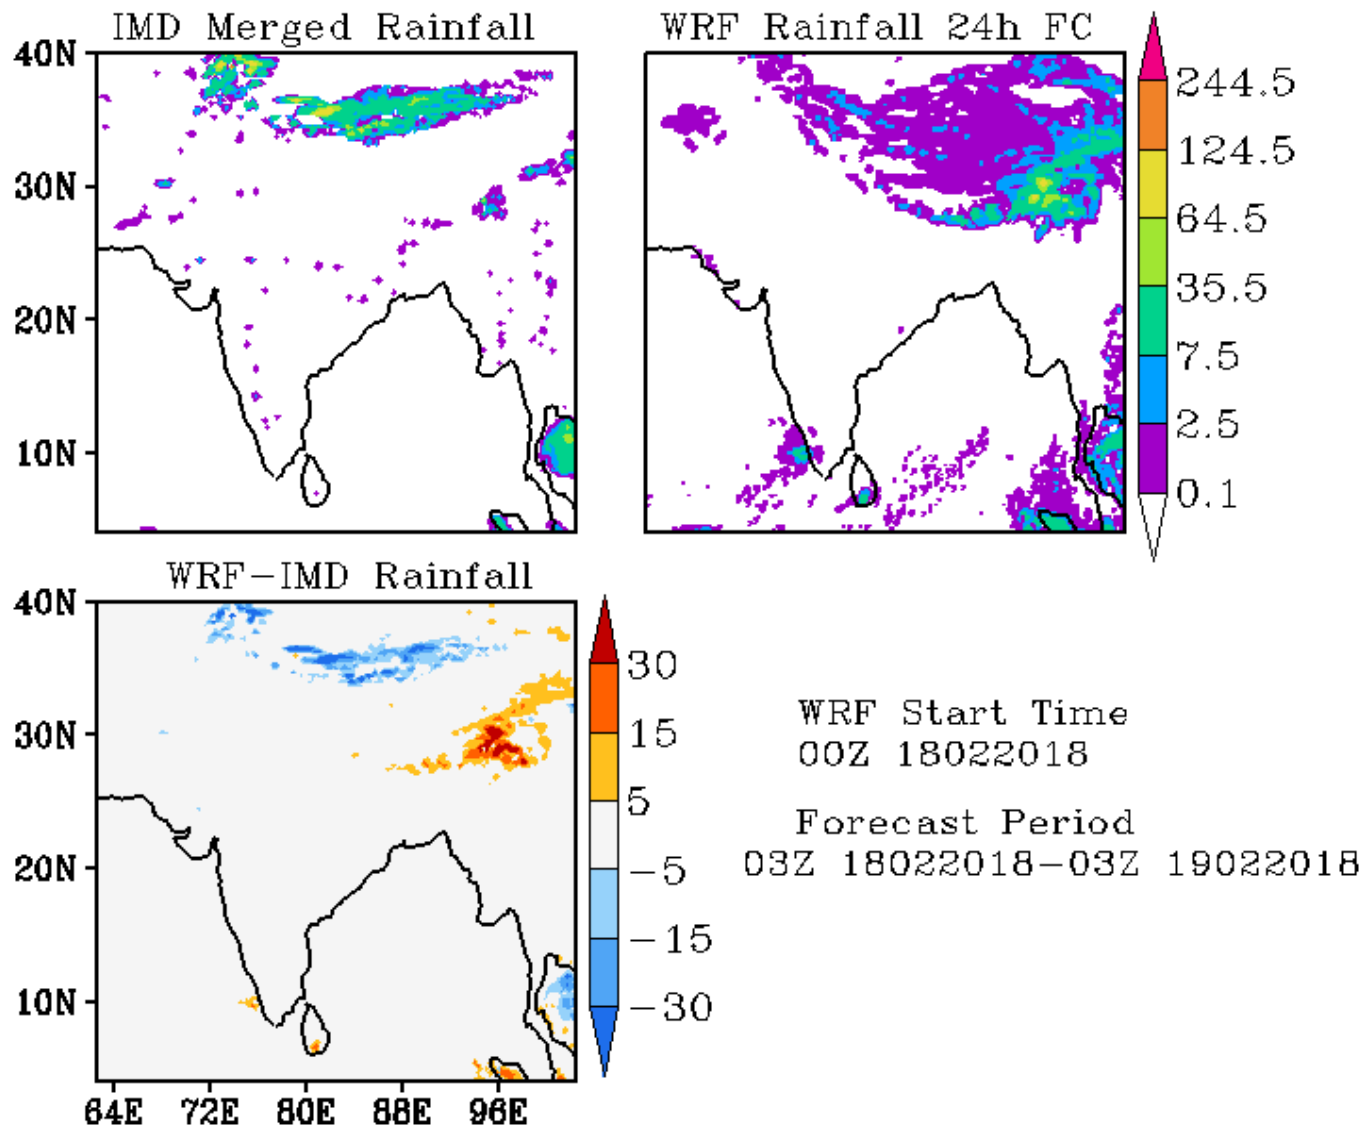 IMD Merged Rainfall
WRF Rainfall 24h FC
40N
30N
20N
10N
244.5
124.5
64.5
35.5
7.5
2.5
0.1
WRF-IMD Rainfall
40N
30N
20N
10N
64E 72E 80E 88E 96E
30
15
5
-5
-15
-30
WRF Start Time
00Z 18022018
Forecast Period
03Z 18022018-03Z 19022018